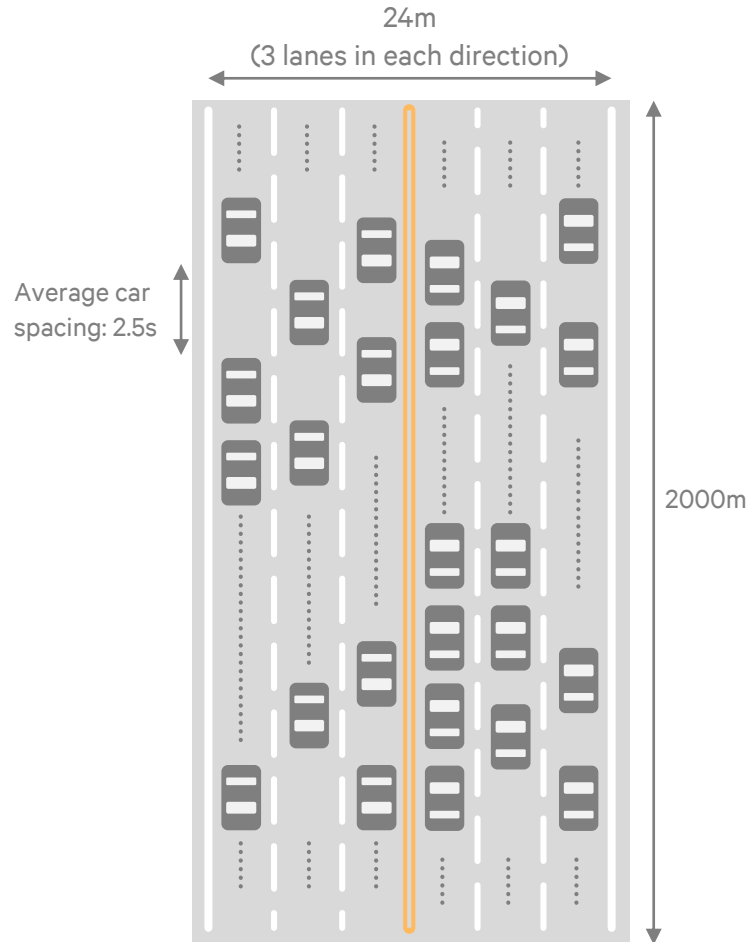 24m
(3 lanes in each direction)
Average car
spacing: 2.5s
2000m